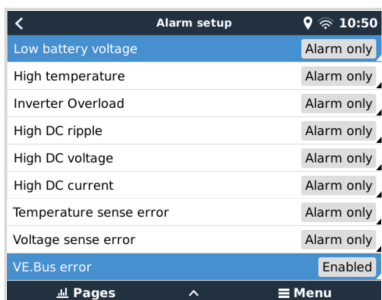 Alarm setup 10:50
Low battery voltage Alarm only
High temperature Alarm only
Inverter Overload Alarm only
High DC ripple Alarm only
High DC voltage Alarm only
High DC current Alarm only
Temperature sense error Alarm only
Voltage sense error Alarm only
VE.Bus error Enabled
Pages Menu